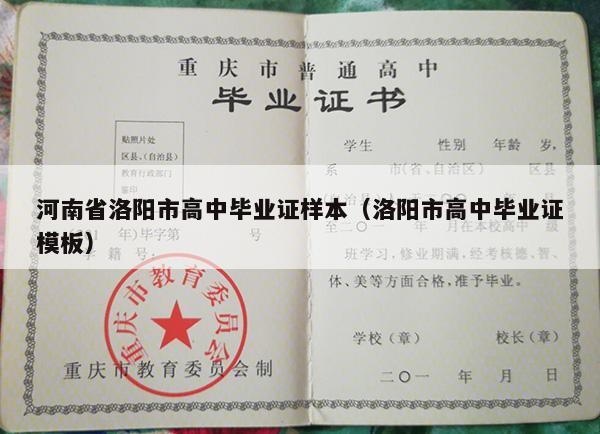 重庆市普通高中
毕业证书
贴照片处
区县、(自治县)
教育行政部门
钢印
学生 性别 年龄 岁,
系 市(省、自治区) 区县
河南省洛阳市高中毕业证样本（洛阳市高中毕业证
模板）
年)毕字第 号
学 籍 号:
至二〇一 年 月在本校高中 级
班学习,修业期满,经考核德、智、
体、美等方面合格,准予毕业。
重庆市教育委员会
学校(章) 校长(章)
重庆市教育委员会制
二〇一 年 月 日